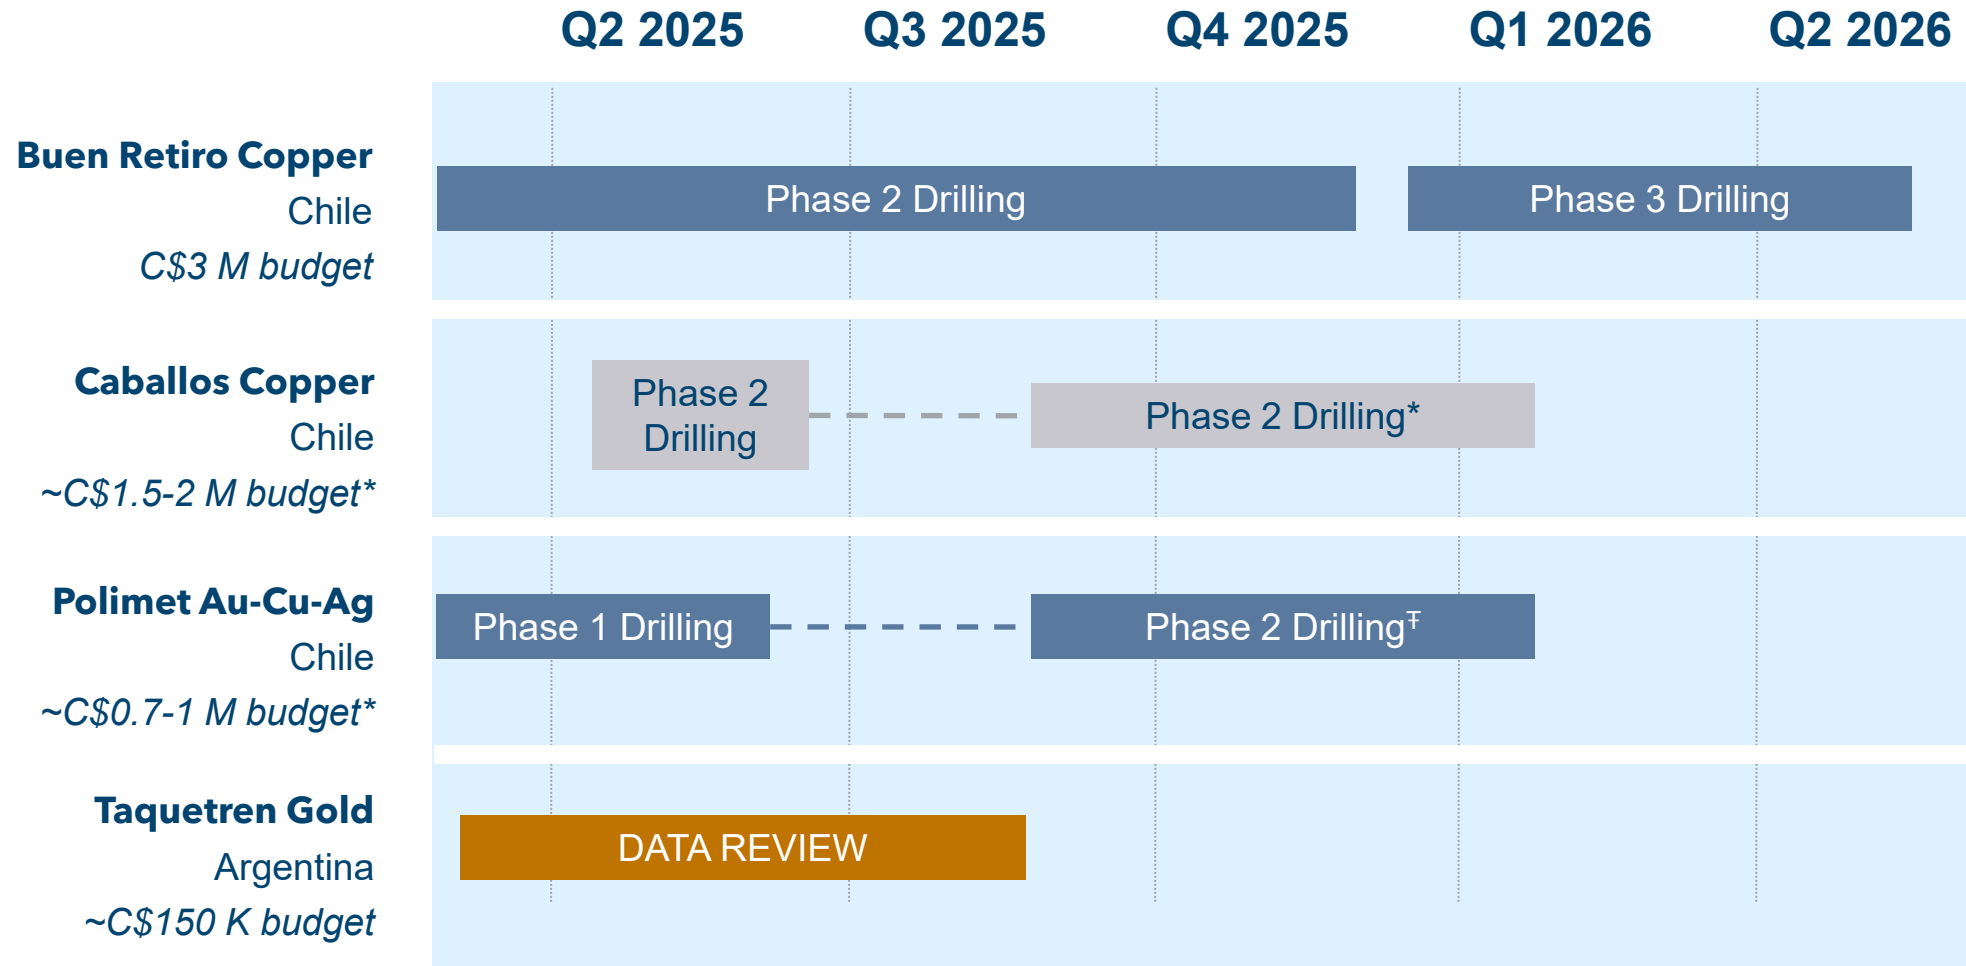 Q2 2025 Q3 2025 Q4 2025 Q1 2026 Q2 2026
Buen Retiro Copper
Chile
C$3 M budget
Phase 2 Drilling
Phase 3 Drilling
Caballos Copper
Chile
~C$1.5-2 M budget*
Phase 2
Drilling
Phase 2 Drilling*
Polimet Au-Cu-Ag
Chile
~C$0.7-1 M budget*
Phase 1 Drilling
Phase 2 DrillingŦ
Taquetren Gold
Argentina
~C$150 K budget
DATA REVIEW